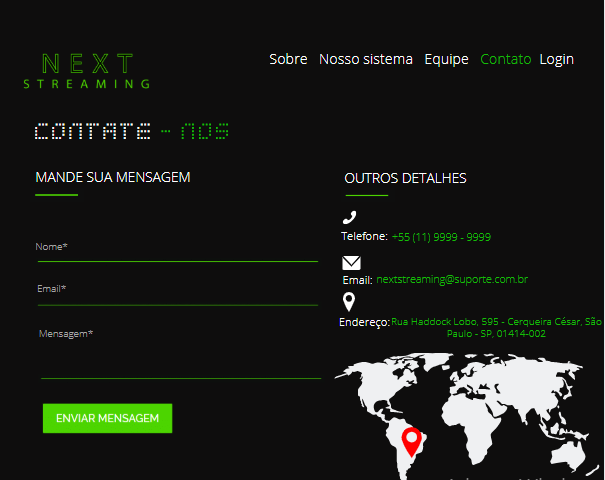 NEXT
STREAMING
Sobre Nosso sistema Equipe Contato Login
CONTATE - NOS
MANDE SUA MENSAGEM
Nome*
Email*
Mensagem*
ENVIAR MENSAGEM
OUTROS DETALHES
Telefone: +55 (11) 9999 - 9999
Email: nextstreaming@suporte.com.br
Endereço:Rua Haddock Lobo, 595 - Cerqueira César, São
Paulo - SP, 01414-002